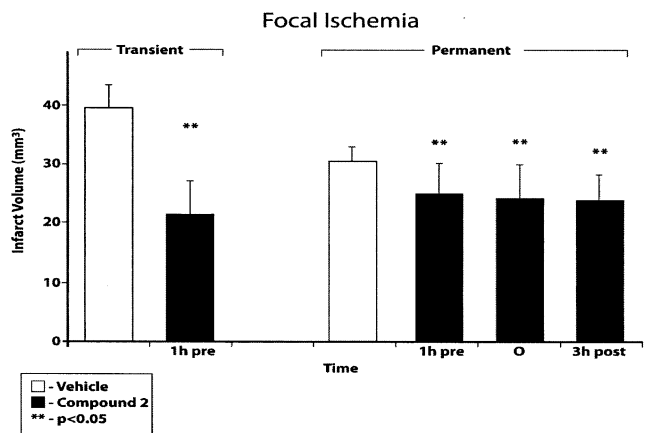 Focal Ischemia
Transient
Permanent
Infarct Volume (mm³)
40
30
20
10
0
**
**
**
**
1h pre
1h pre
O
3h post
Time
- Vehicle
- Compound 2
** - p<0.05